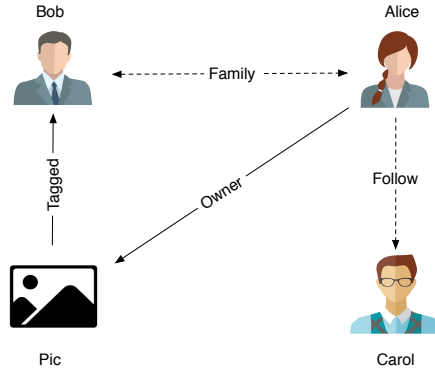 Bob
Alice
Family
Tagged
Owner
Follow
Pic
Carol